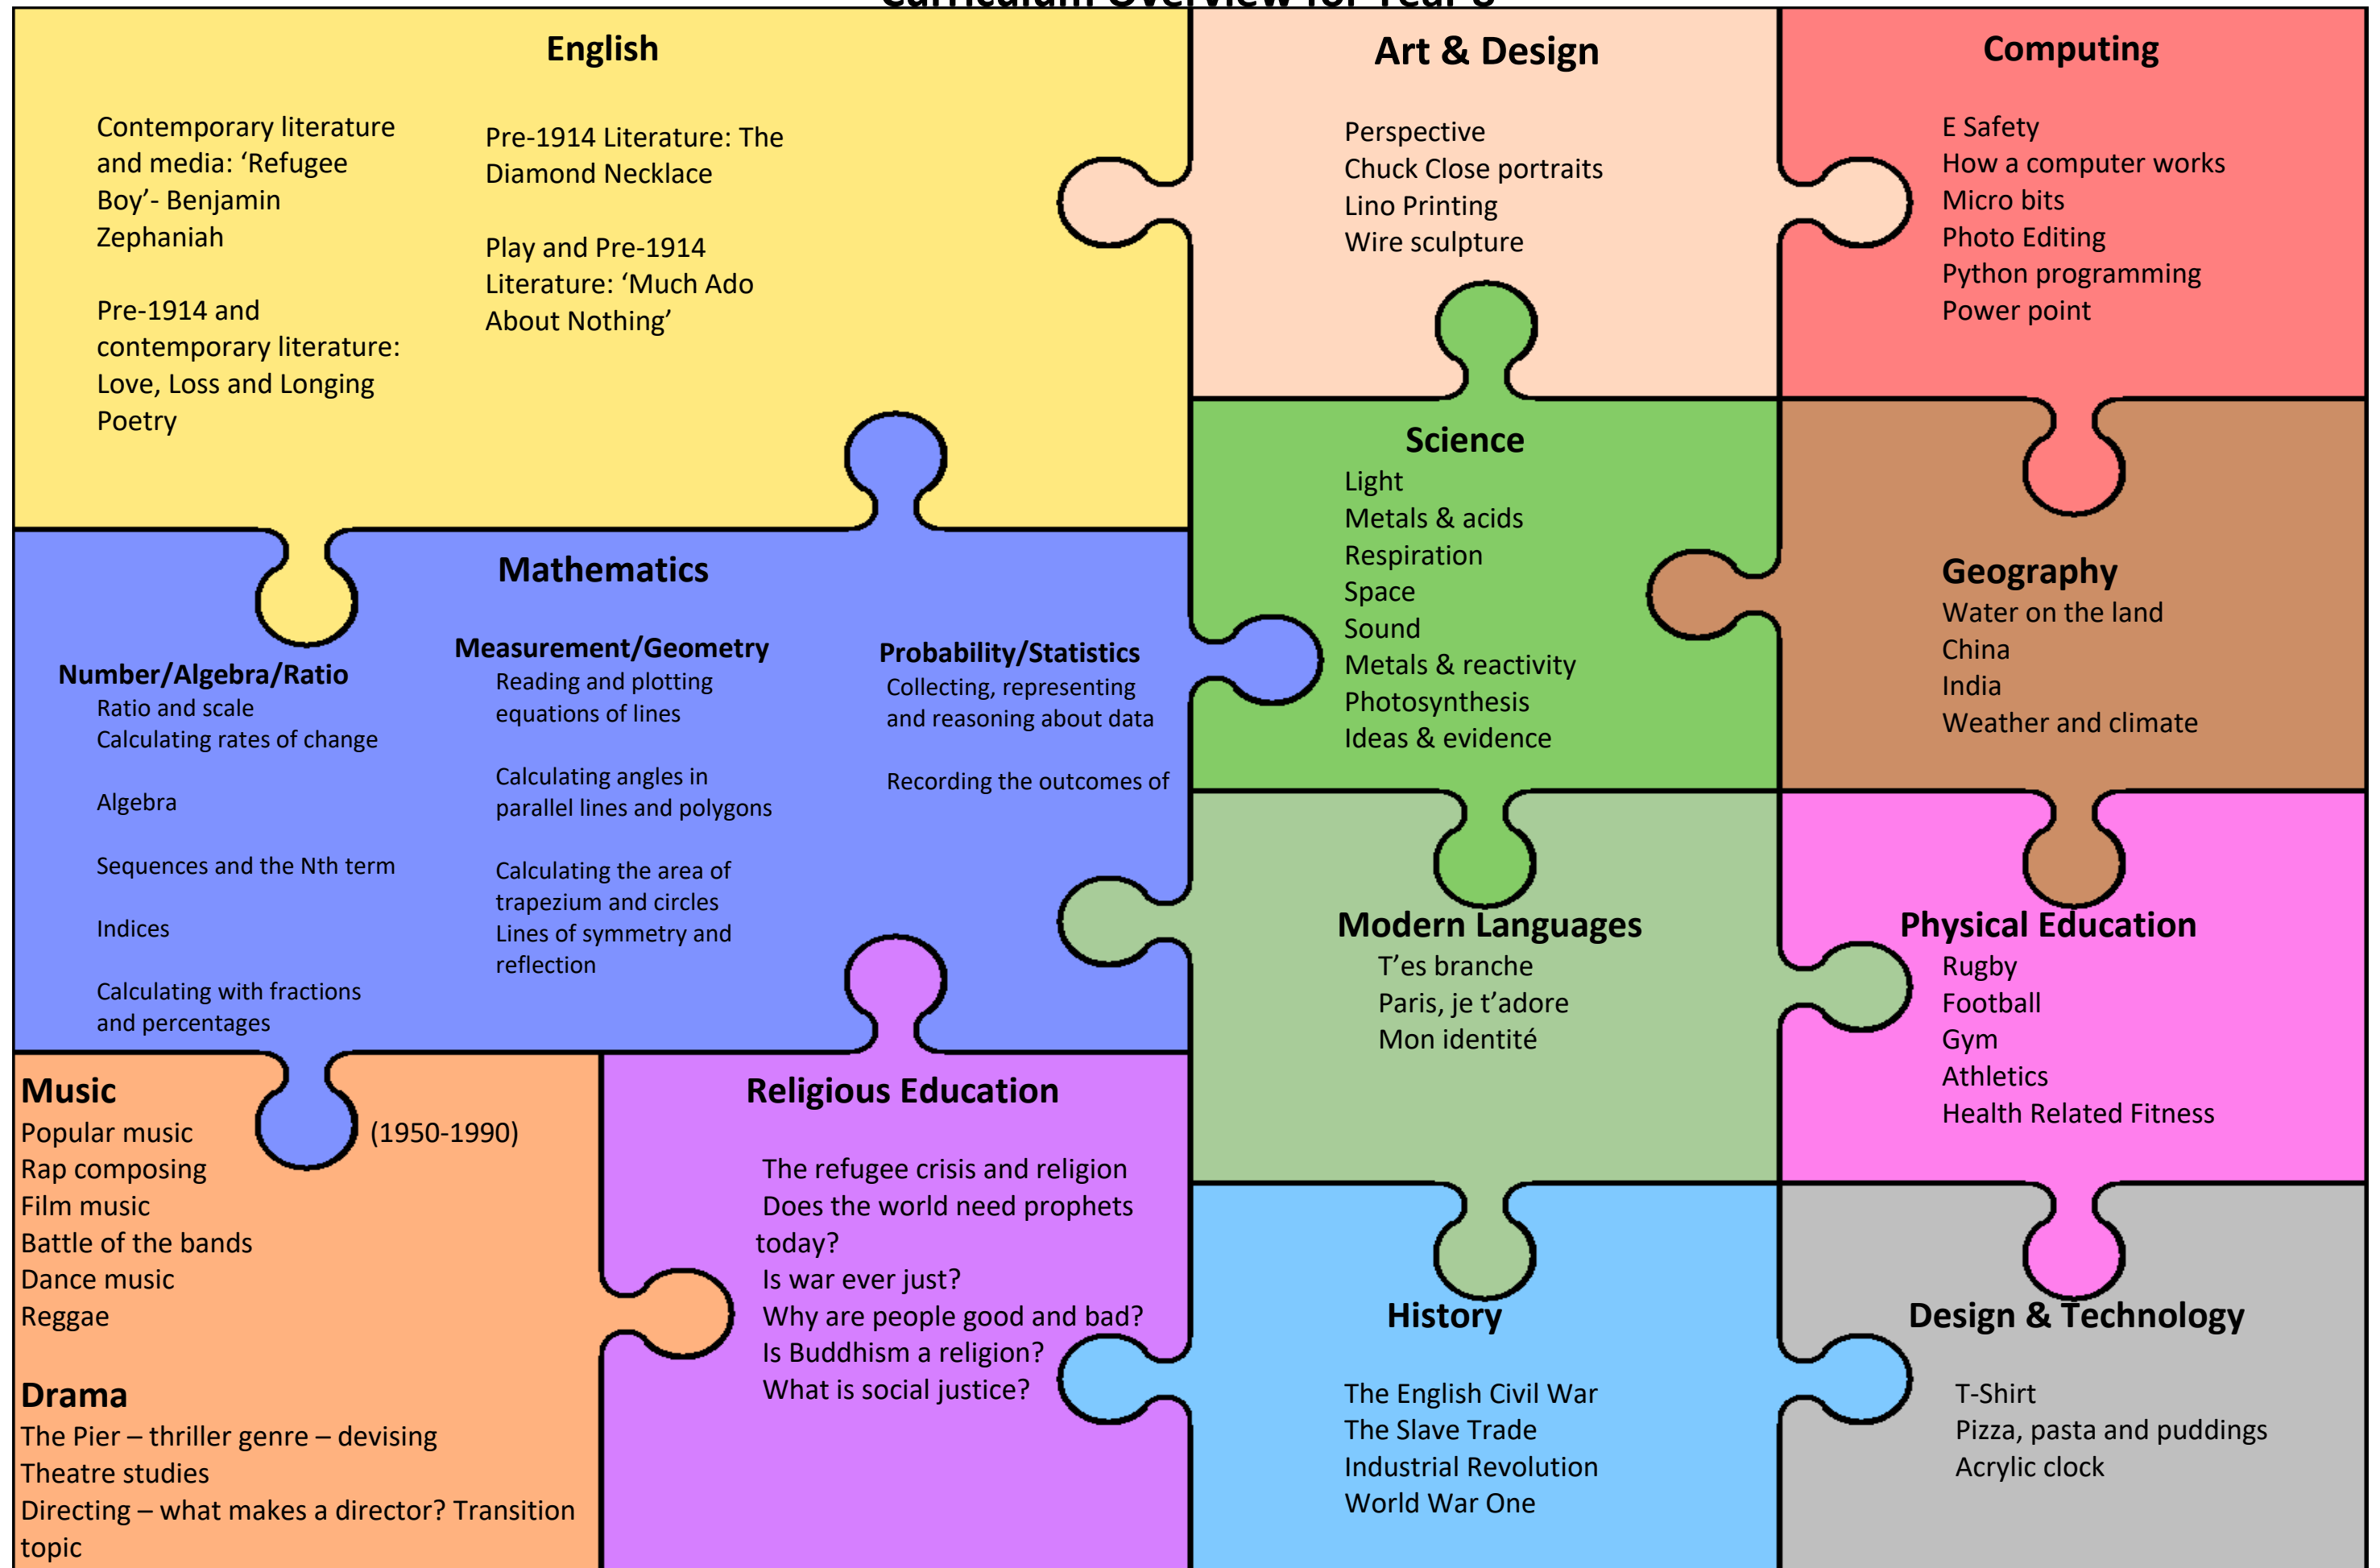 Curriculum Overview for Year 8
English
Contemporary literature
and media: ‘Refugee
Boy’- Benjamin
Zephaniah
Pre-1914 and
contemporary literature:
Love, Loss and Longing
Poetry
Pre-1914 Literature: The
Diamond Necklace
Play and Pre-1914
Literature: ‘Much Ado
About Nothing’
Art & Design
Perspective
Chuck Close portraits
Lino Printing
Wire sculpture
Computing
E Safety
How a computer works
Micro bits
Photo Editing
Python programming
Power point
Mathematics
Number/Algebra/Ratio
Ratio and scale
Calculating rates of change
Algebra
Sequences and the Nth term
Indices
Calculating with fractions
and percentages
Measurement/Geometry
Reading and plotting
equations of lines
Calculating angles in
parallel lines and polygons
Calculating the area of
trapezium and circles
Lines of symmetry and
reflection
Probability/Statistics
Collecting, representing
and reasoning about data
Recording the outcomes of
Science
Light
Metals & acids
Respiration
Space
Sound
Metals & reactivity
Photosynthesis
Ideas & evidence
Geography
Water on the land
China
India
Weather and climate
Modern Languages
T’es branche
Paris, je t’adore
Mon identité
Physical Education
Rugby
Football
Gym
Athletics
Health Related Fitness
Music
Popular music (1950-1990)
Rap composing
Film music
Battle of the bands
Dance music
Reggae
Drama
The Pier – thriller genre – devising
Theatre studies
Directing – what makes a director? Transition
topic
Religious Education
The refugee crisis and religion
Does the world need prophets
today?
Is war ever just?
Why are people good and bad?
Is Buddhism a religion?
What is social justice?
History
The English Civil War
The Slave Trade
Industrial Revolution
World War One
Design & Technology
T-Shirt
Pizza, pasta and puddings
Acrylic clock